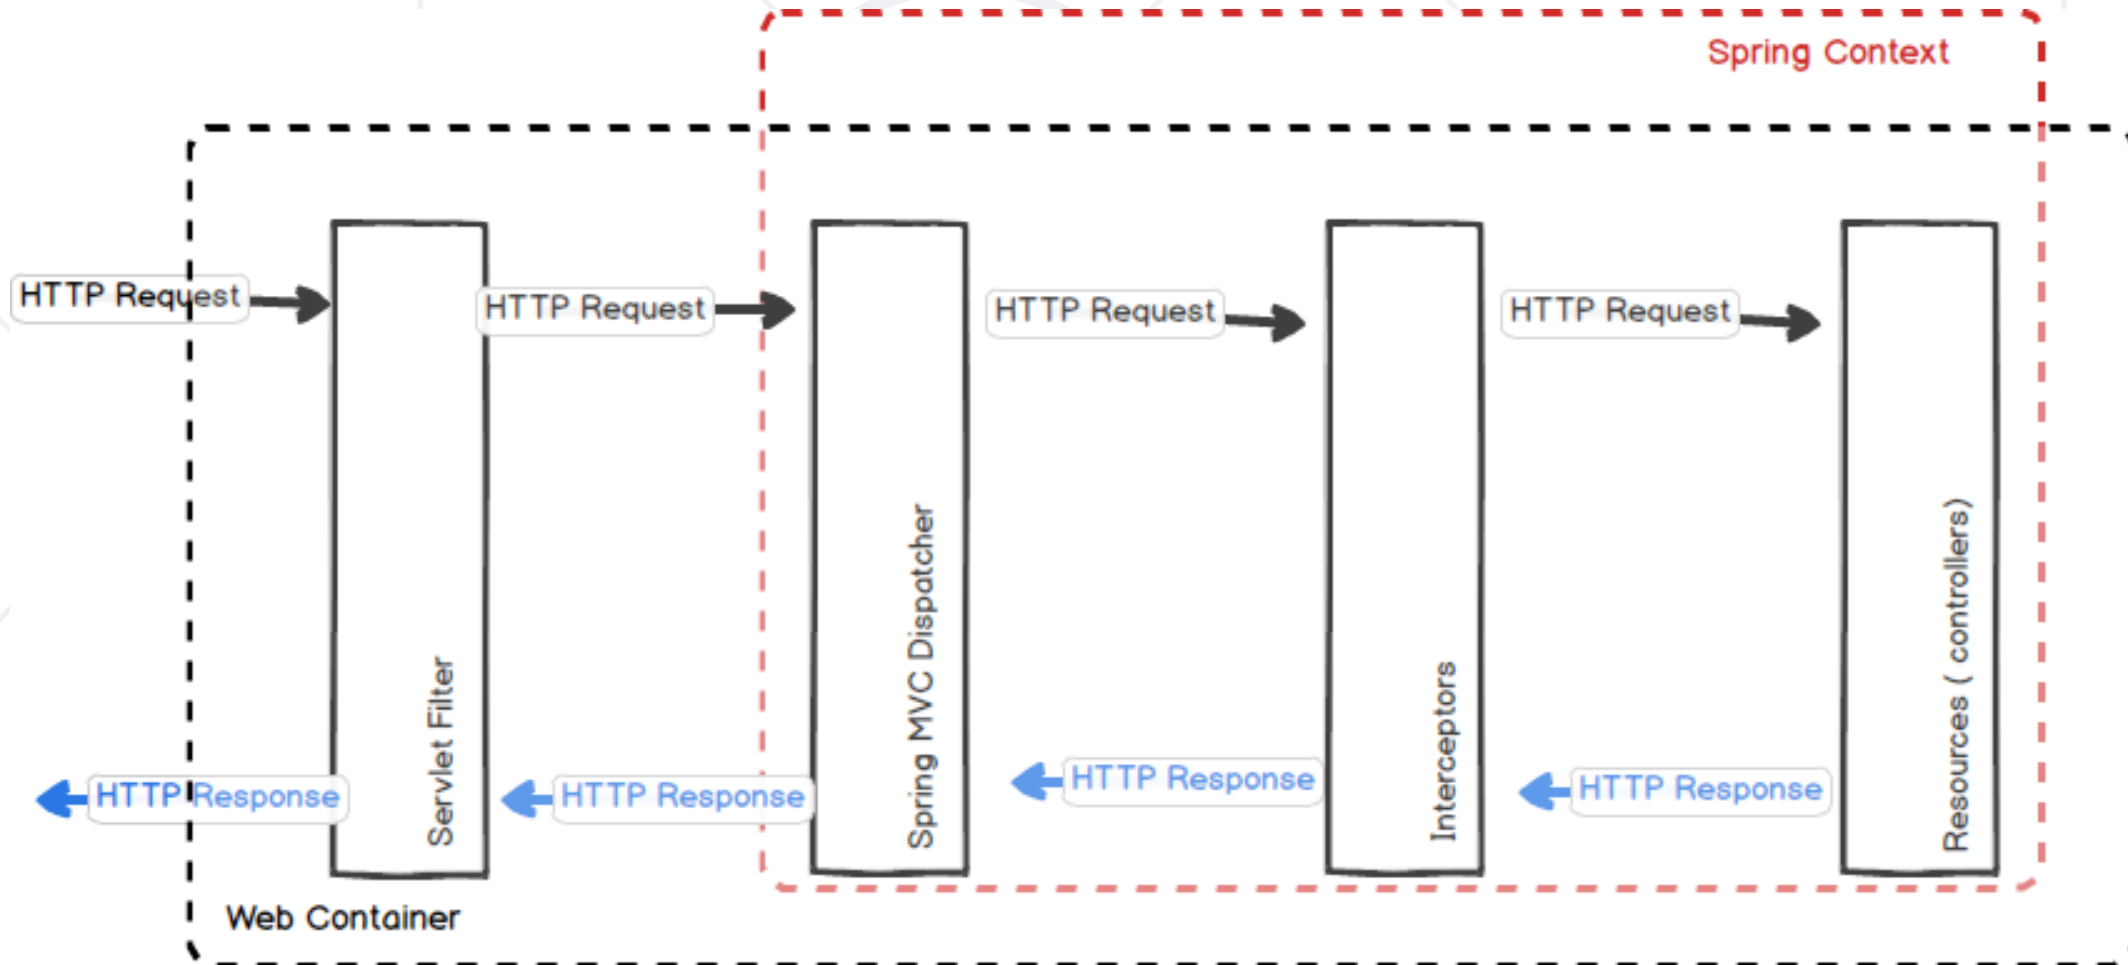 Spring Context
HTTP Request
HTTP Request
HTTP Request
HTTP Request
Servlet Filter
Spring MVC Dispatcher
Interceptors
Resources ( controllers)
HTTP Response
HTTP Response
HTTP Response
HTTP Response
Web Container